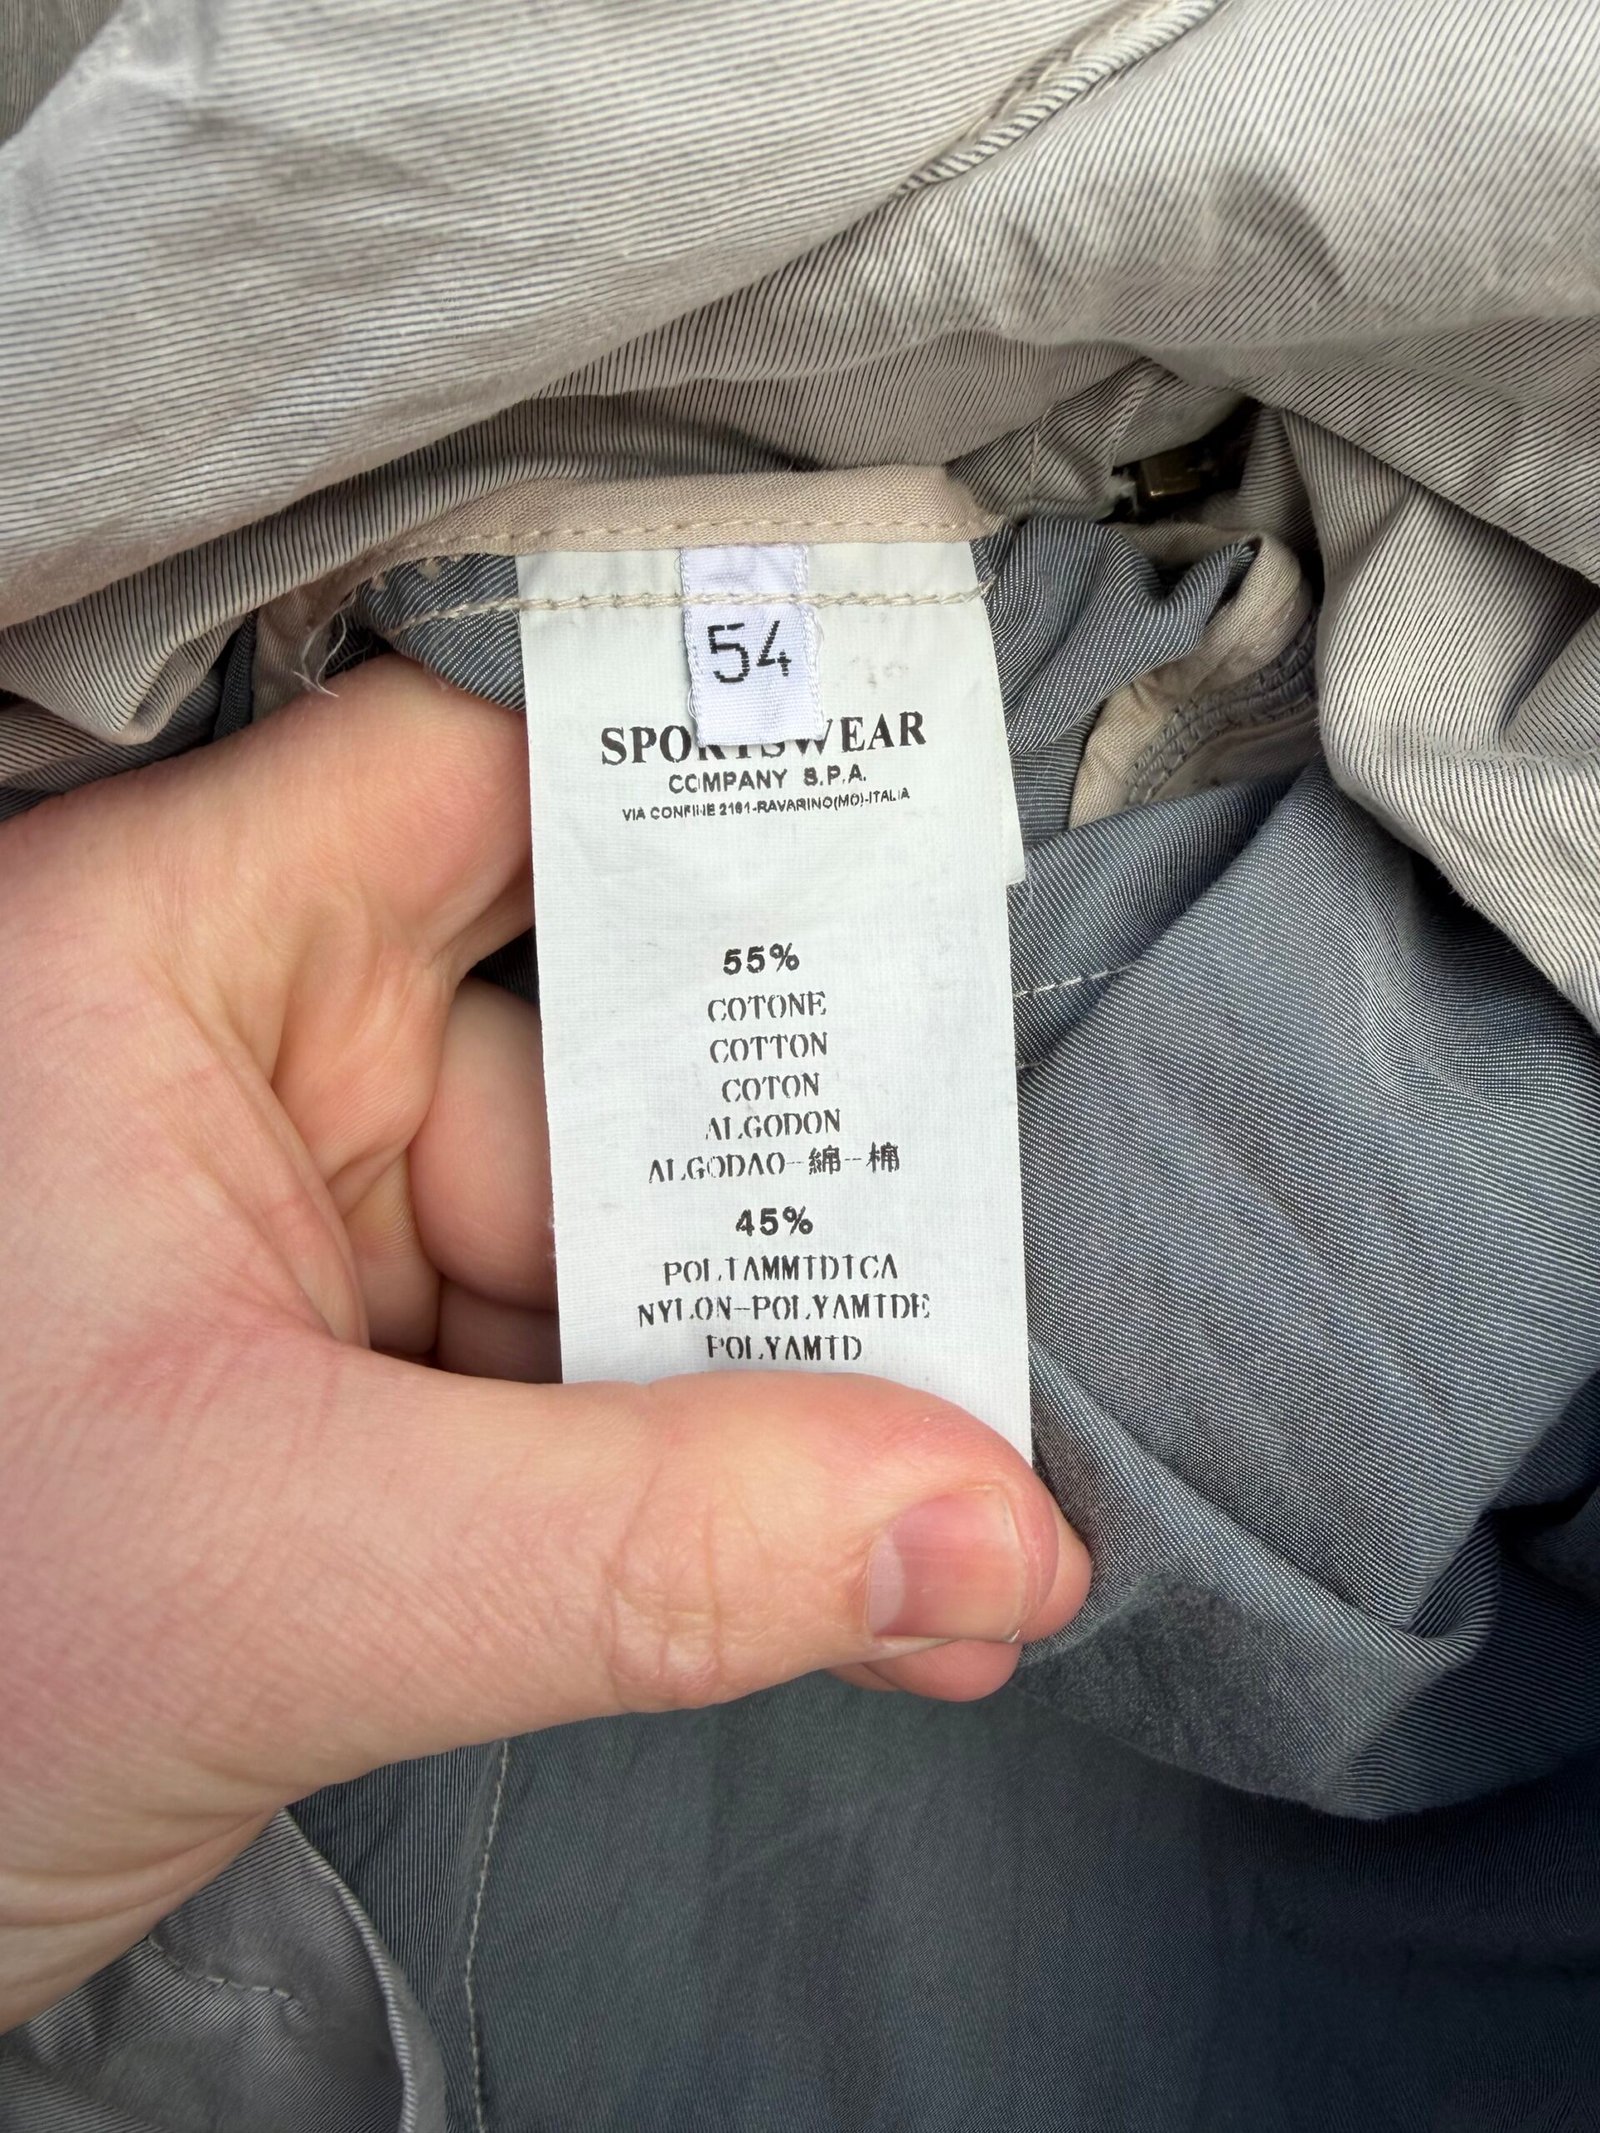 54
SPORTSWEAR
COMPANY S.P.A.
VIA CONFINE 2161-RAVARINO(MO)-ITALIA
55%
COTONE
COTTON
COTON
ALGODON
ALGODAO-綿-棉
45%
POLIAMMIDICA
NYLON-POLYAMIDE
POLYAMID